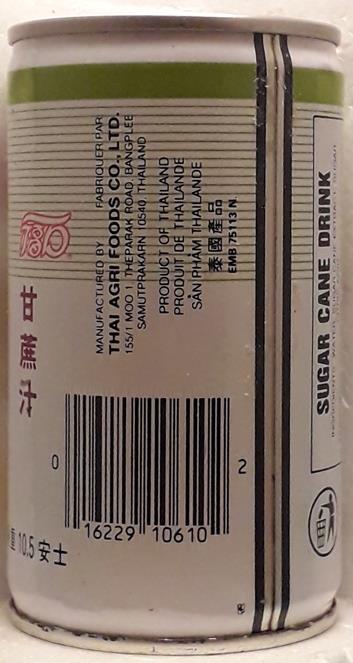 TASTO
甘蔗汁
10.5 安士
MANUFACTURED BY FABRIQUER PAR:
THAI AGRI FOODS CO., LTD.
155/1 MOO 1, THEPARAK ROAD, BANGPLEE
SAMUTPRAKARN 10540, THAILAND
PRODUCT OF THAILAND
PRODUIT DE THAILANDE
SẢN PHẨM THAILANDE
泰國產品
EMB 75113 N.
0 16229 10610 2
SUGAR CANE DRINK